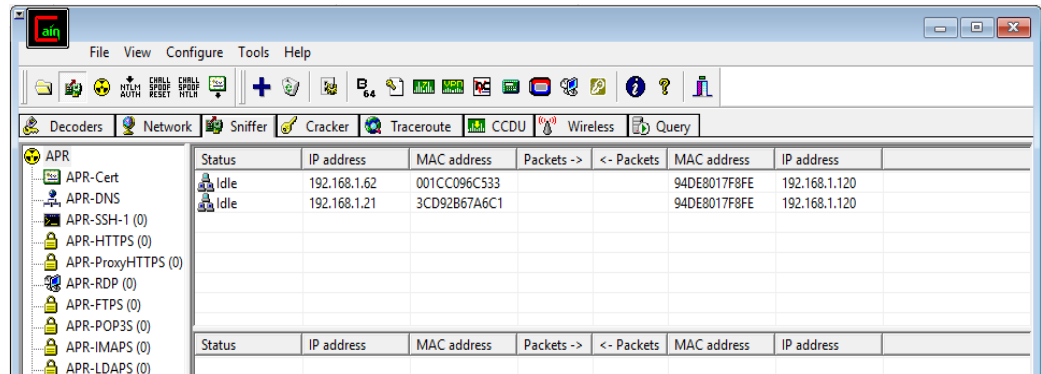 Cain
File View Configure Tools Help
NTLM AUTH CHALL SPOOF RESET CHALL SPOOF NTLM B64
Decoders Network Sniffer Cracker Traceroute CCDU Wireless Query
APR
APR-Cert
APR-DNS
APR-SSH-1 (0)
APR-HTTPS (0)
APR-ProxyHTTPS (0)
APR-RDP (0)
APR-FTPS (0)
APR-POP3S (0)
APR-IMAPS (0)
APR-LDAPS (0)
Status IP address MAC address Packets -> <- Packets MAC address IP address
Idle 192.168.1.62 001CC096C533 94DE8017F8FE 192.168.1.120
Idle 192.168.1.21 3CD92B67A6C1 94DE8017F8FE 192.168.1.120
Status IP address MAC address Packets -> <- Packets MAC address IP address